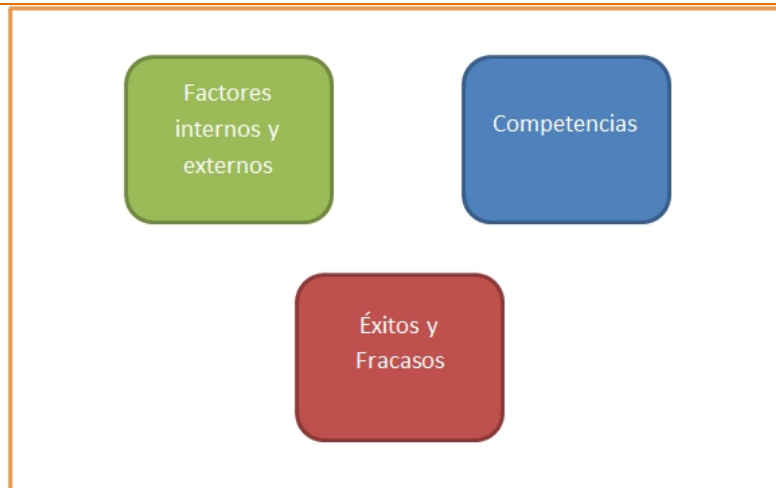 Factores
internos y
externos
Competencias
Éxitos y
Fracasos